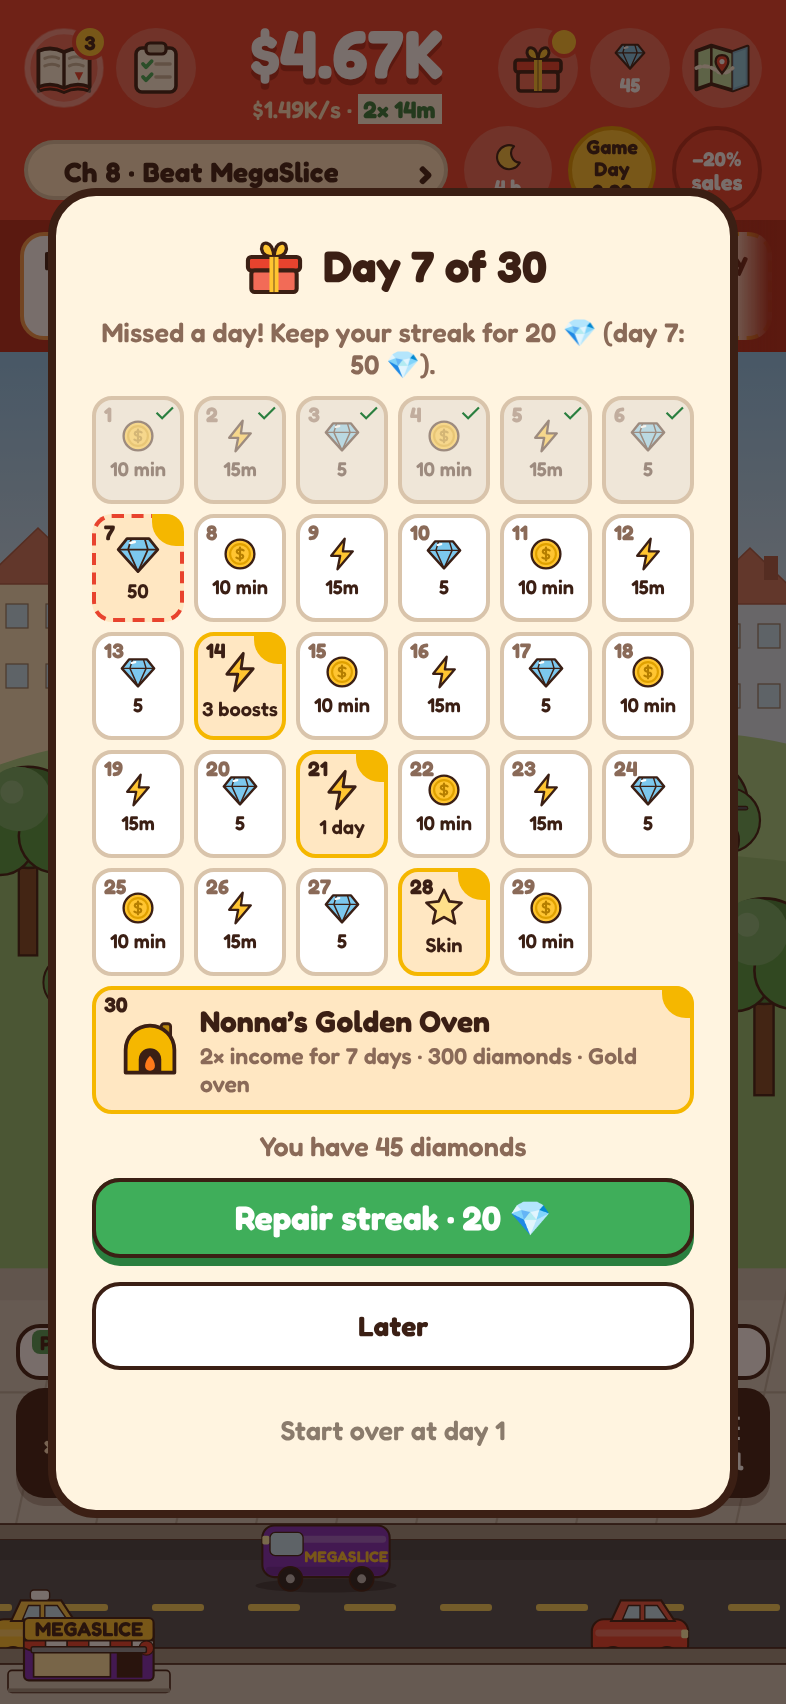 3
$4.67K
45
$1.49K/s · 2× 14m
Ch 8 · Beat MegaSlice
Game
Day
−20%
sales
Day 7 of 30
Missed a day! Keep your streak for 20 💎 (day 7:
50 💎).
1 2 3 4 5 6
10 min 15m 5 10 min 15m 5
7 8 9 10 11 12
50 10 min 15m 5 10 min 15m
13 14 15 16 17 18
5 3 boosts 10 min 15m 5 10 min
19 20 21 22 23 24
15m 5 1 day 10 min 15m 5
25 26 27 28 29
10 min 15m 5 Skin 10 min
30
Nonna’s Golden Oven
2× income for 7 days · 300 diamonds · Gold
oven
You have 45 diamonds
Repair streak · 20 💎
Later
Start over at day 1
MEGASLICE
MEGASLICE